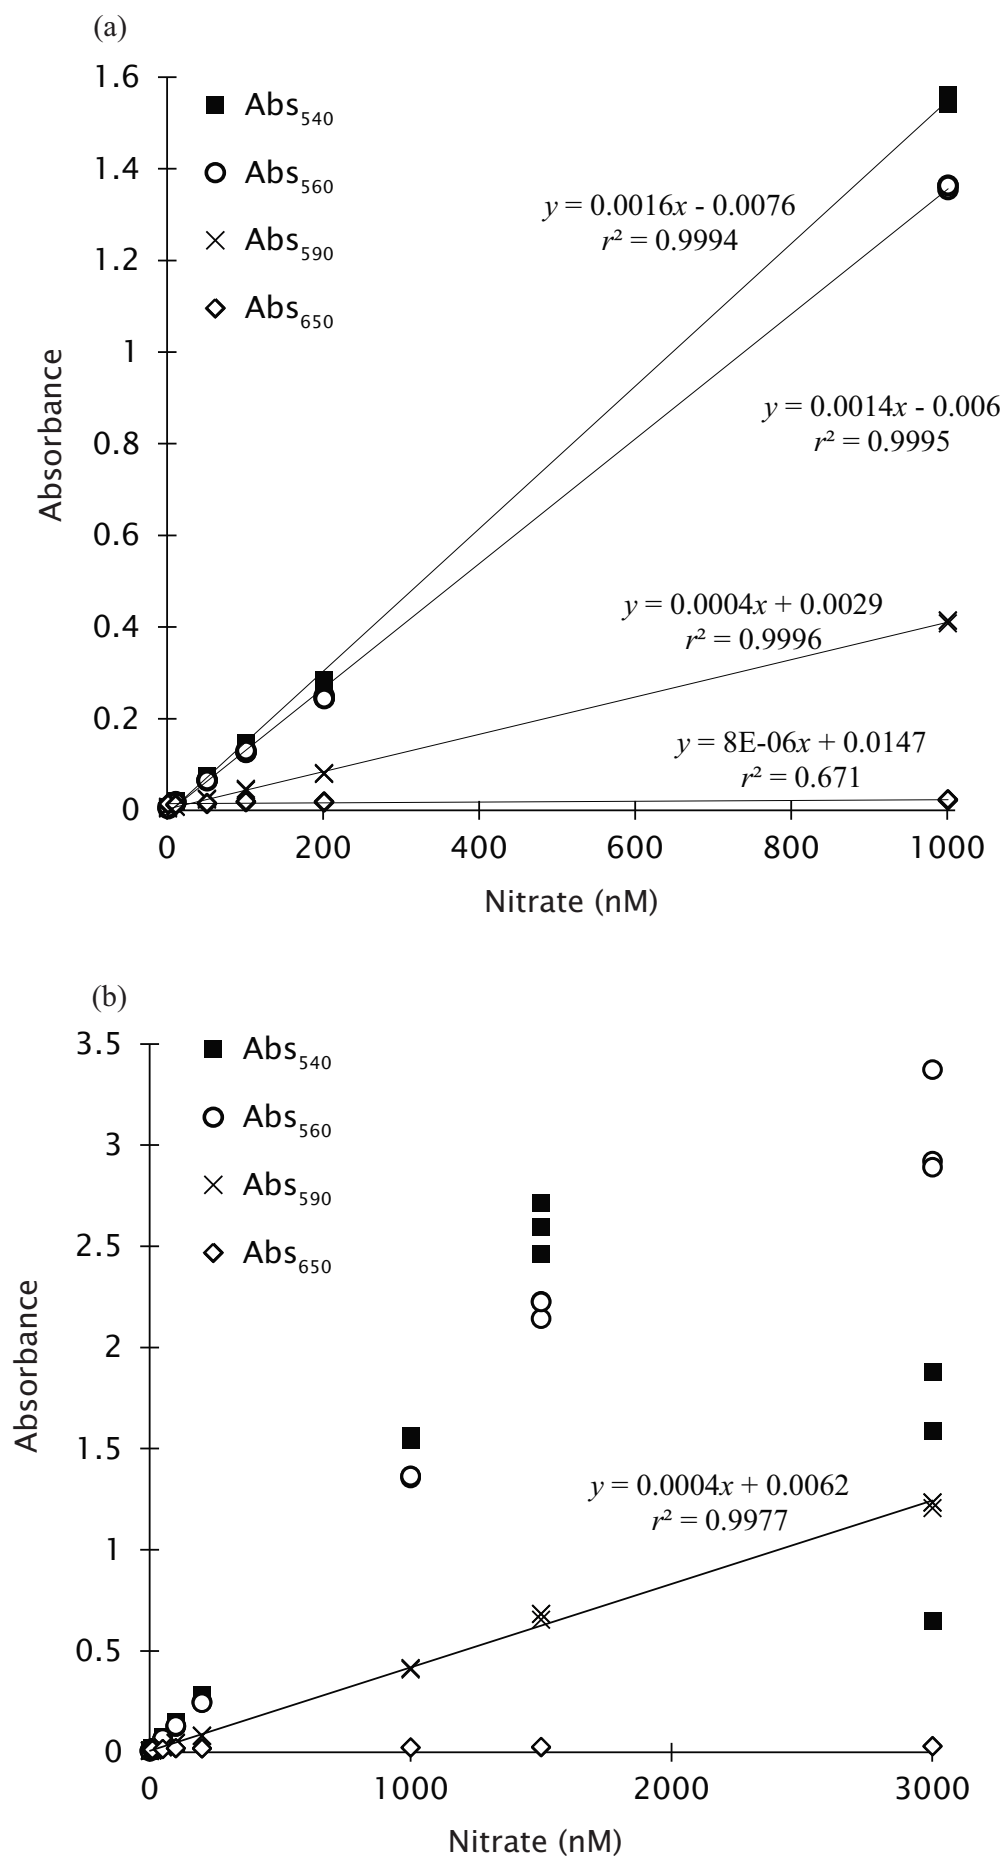 (a)
1.6
1.4
1.2
1
0.8
0.6
0.4
0.2
0
Absorbance
Abs540
Abs560
Abs590
Abs650
y = 0.0016x - 0.0076
r² = 0.9994
y = 0.0014x - 0.006
r² = 0.9995
y = 0.0004x + 0.0029
r² = 0.9996
y = 8E-06x + 0.0147
r² = 0.671
0 200 400 600 800 1000
Nitrate (nM)
(b)
3.5
3
2.5
2
1.5
1
0.5
0
Absorbance
Abs540
Abs560
Abs590
Abs650
y = 0.0004x + 0.0062
r² = 0.9977
0 1000 2000 3000
Nitrate (nM)